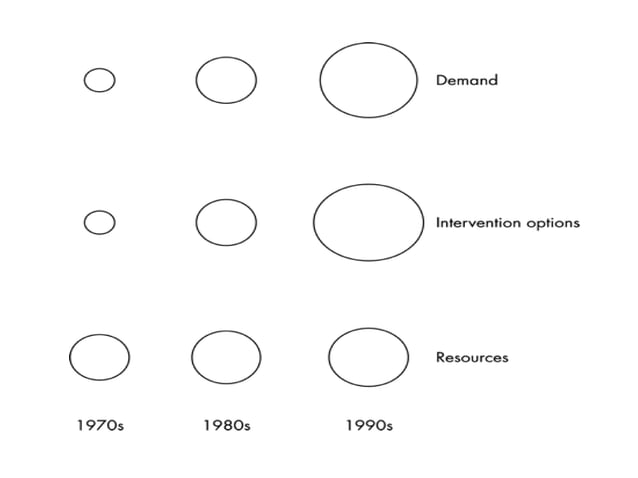 Demand
Intervention options
Resources
1970s 1980s 1990s